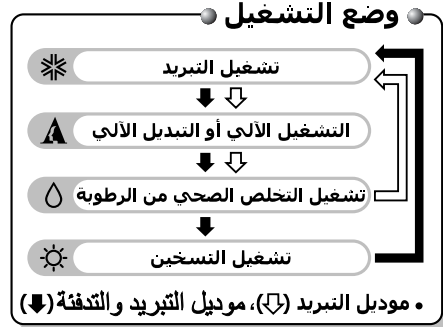 وضع التشغيل
تشغيل التبريد
التشغيل الآلي أو التبديل الآلي
تشغيل التخلص الصحي من الرطوبة
تشغيل التسخين
• موديل التبريد (⇩)، موديل التبريد والتدفئة (⬇)